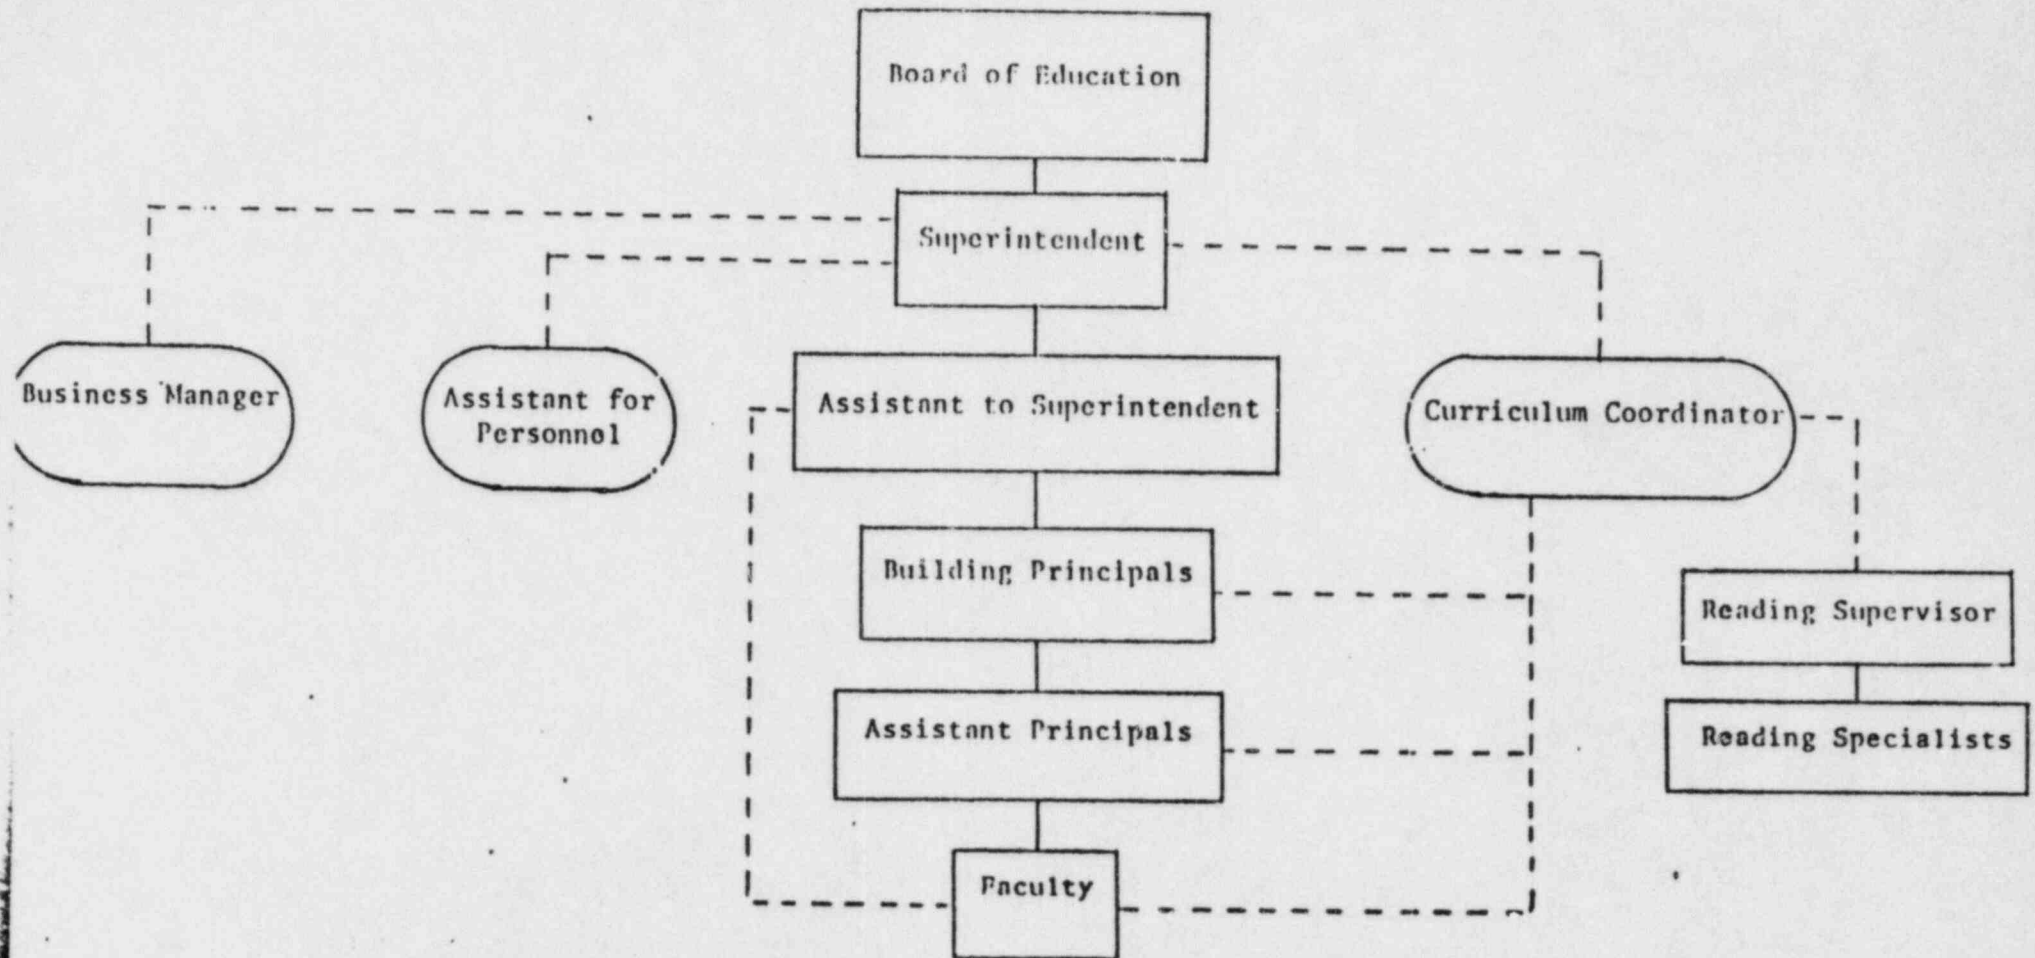 Board of Education
Superintendent
Business Manager
Assistant for
Personnel
Assistant to Superintendent
Curriculum Coordinator
Building Principals
Reading Supervisor
Assistant Principals
Reading Specialists
Faculty